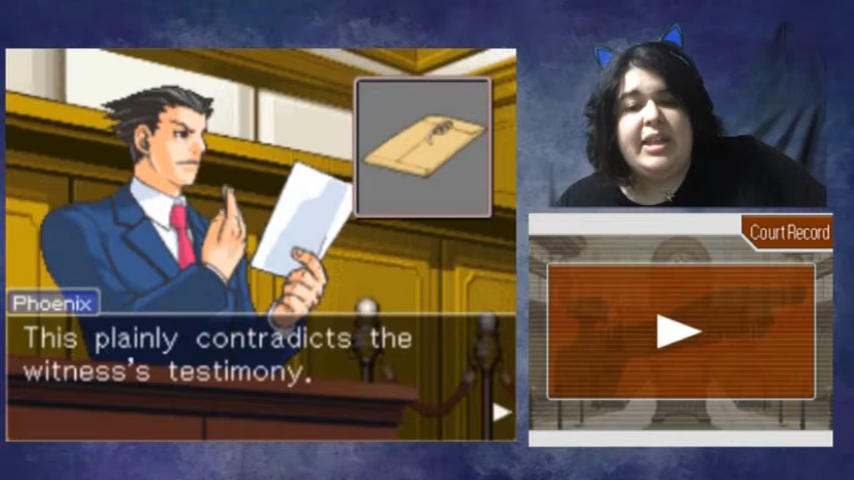 Court Record
Phoenix
This plainly contradicts the
witness's testimony.